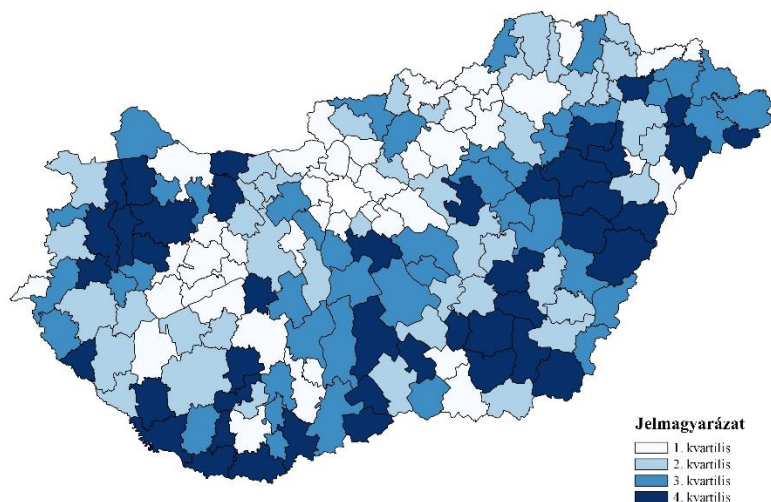 Jelmagyarázat
1. kvartilis
2. kvartilis
3. kvartilis
4. kvartilis